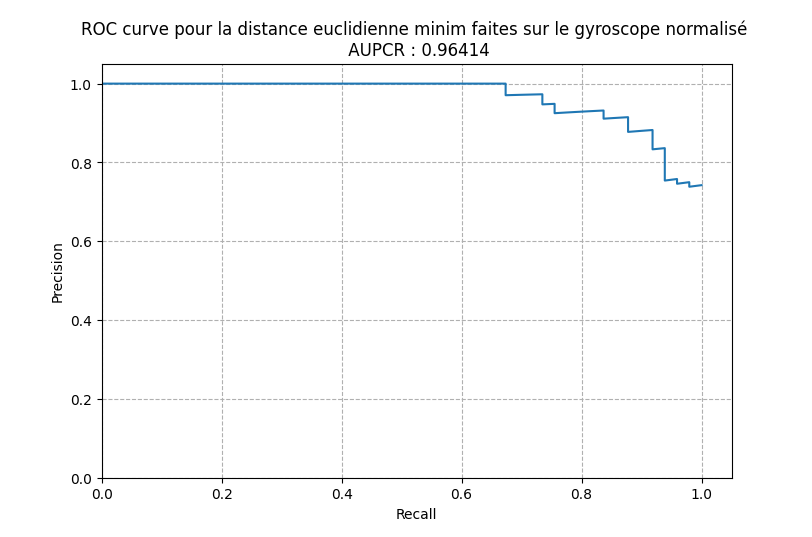 ROC curve pour la distance euclidienne minim faites sur le gyroscope normalisé
AUPCR : 0.96414
1.0
0.8
0.6
0.4
0.2
0.0
Precision
0.0 0.2 0.4 0.6 0.8 1.0
Recall